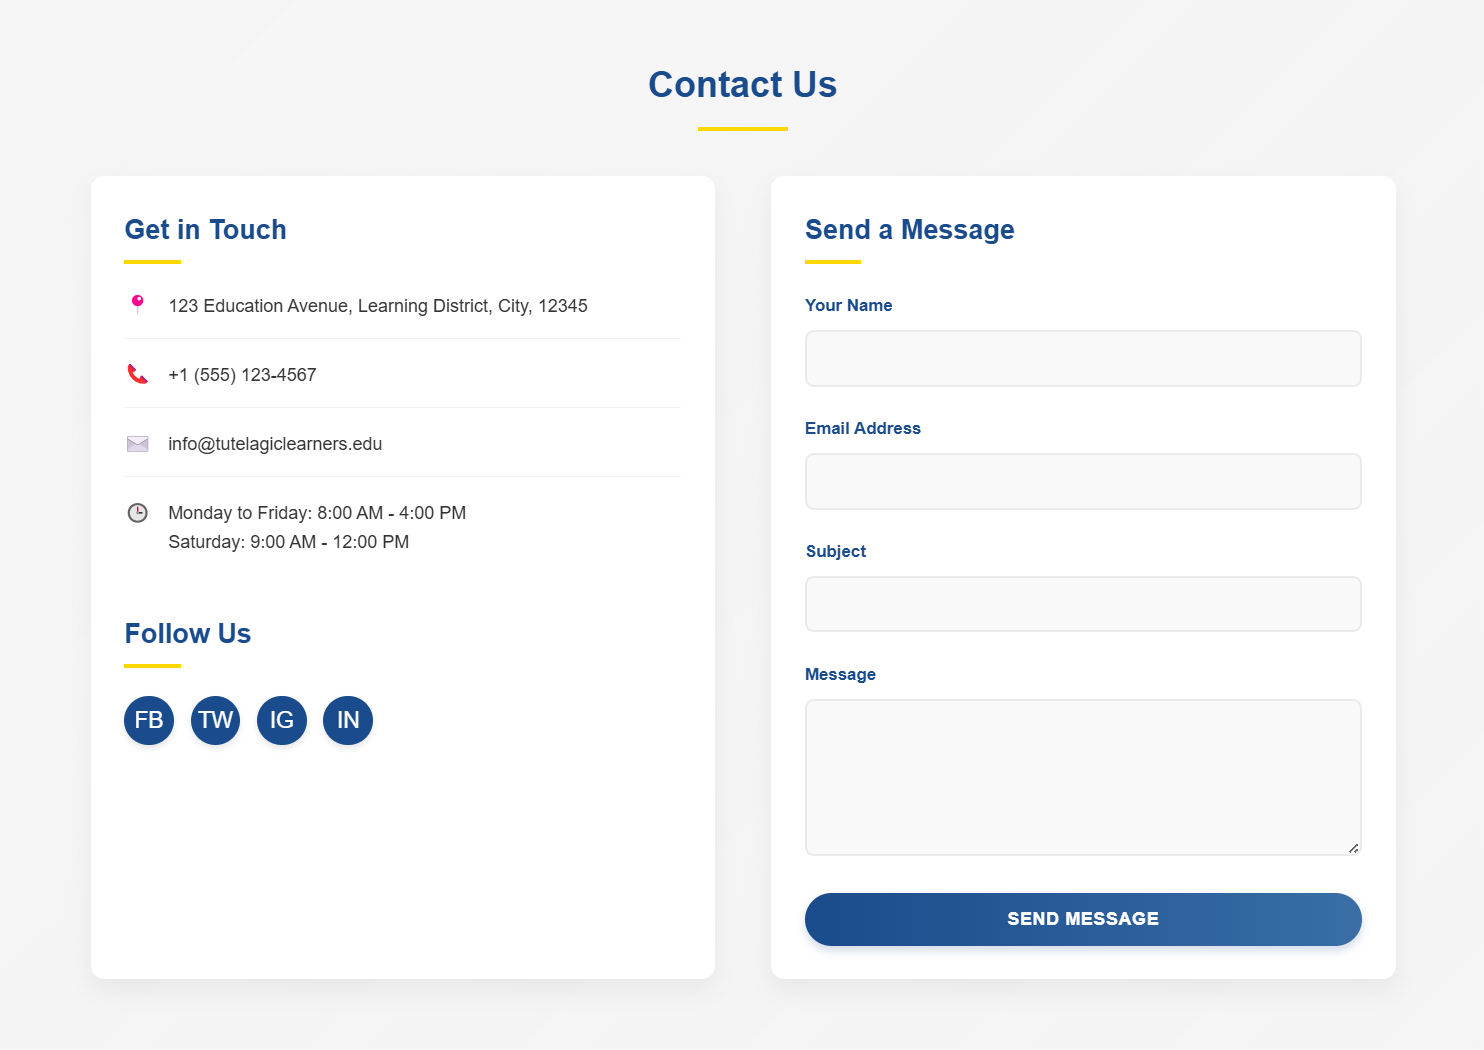 Contact Us
Get in Touch
123 Education Avenue, Learning District, City, 12345
+1 (555) 123-4567
info@tutelagiclearners.edu
Monday to Friday: 8:00 AM - 4:00 PM
Saturday: 9:00 AM - 12:00 PM
Follow Us
FB TW IG IN
Send a Message
Your Name
Email Address
Subject
Message
SEND MESSAGE